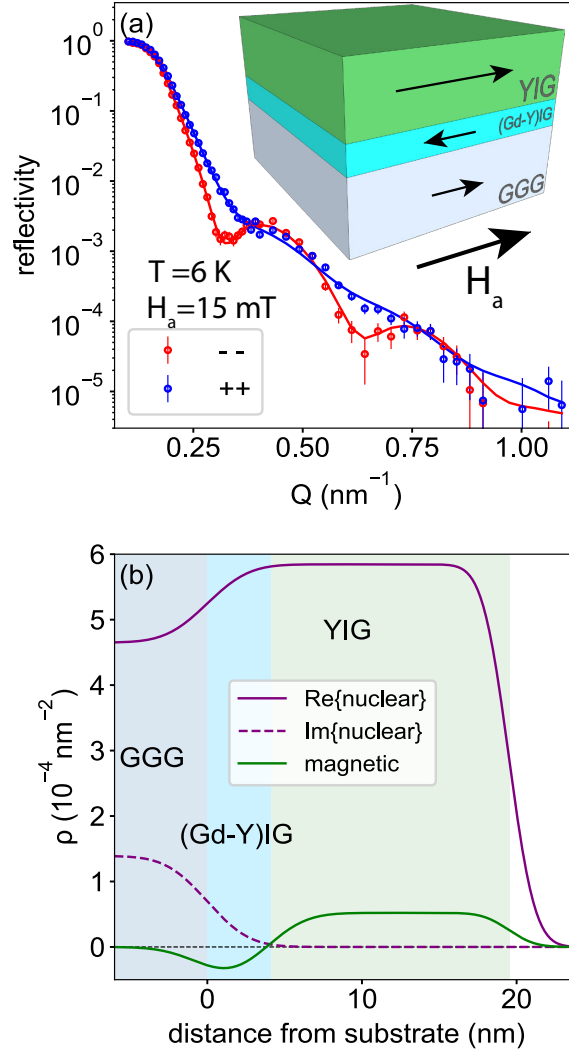 (a)
10⁰
10⁻¹
10⁻²
10⁻³
10⁻⁴
10⁻⁵
reflectivity
YIG
(Gd-Y)IG
GGG
Hₐ
T = 6 K
Hₐ=15 mT
- -
++
0.25 0.50 0.75 1.00
Q (nm⁻¹)
(b)
6
5
4
3
2
1
0
ρ (10⁻⁴ nm⁻²)
YIG
Re{nuclear}
Im{nuclear}
magnetic
GGG
(Gd-Y)IG
0 10 20
distance from substrate (nm)